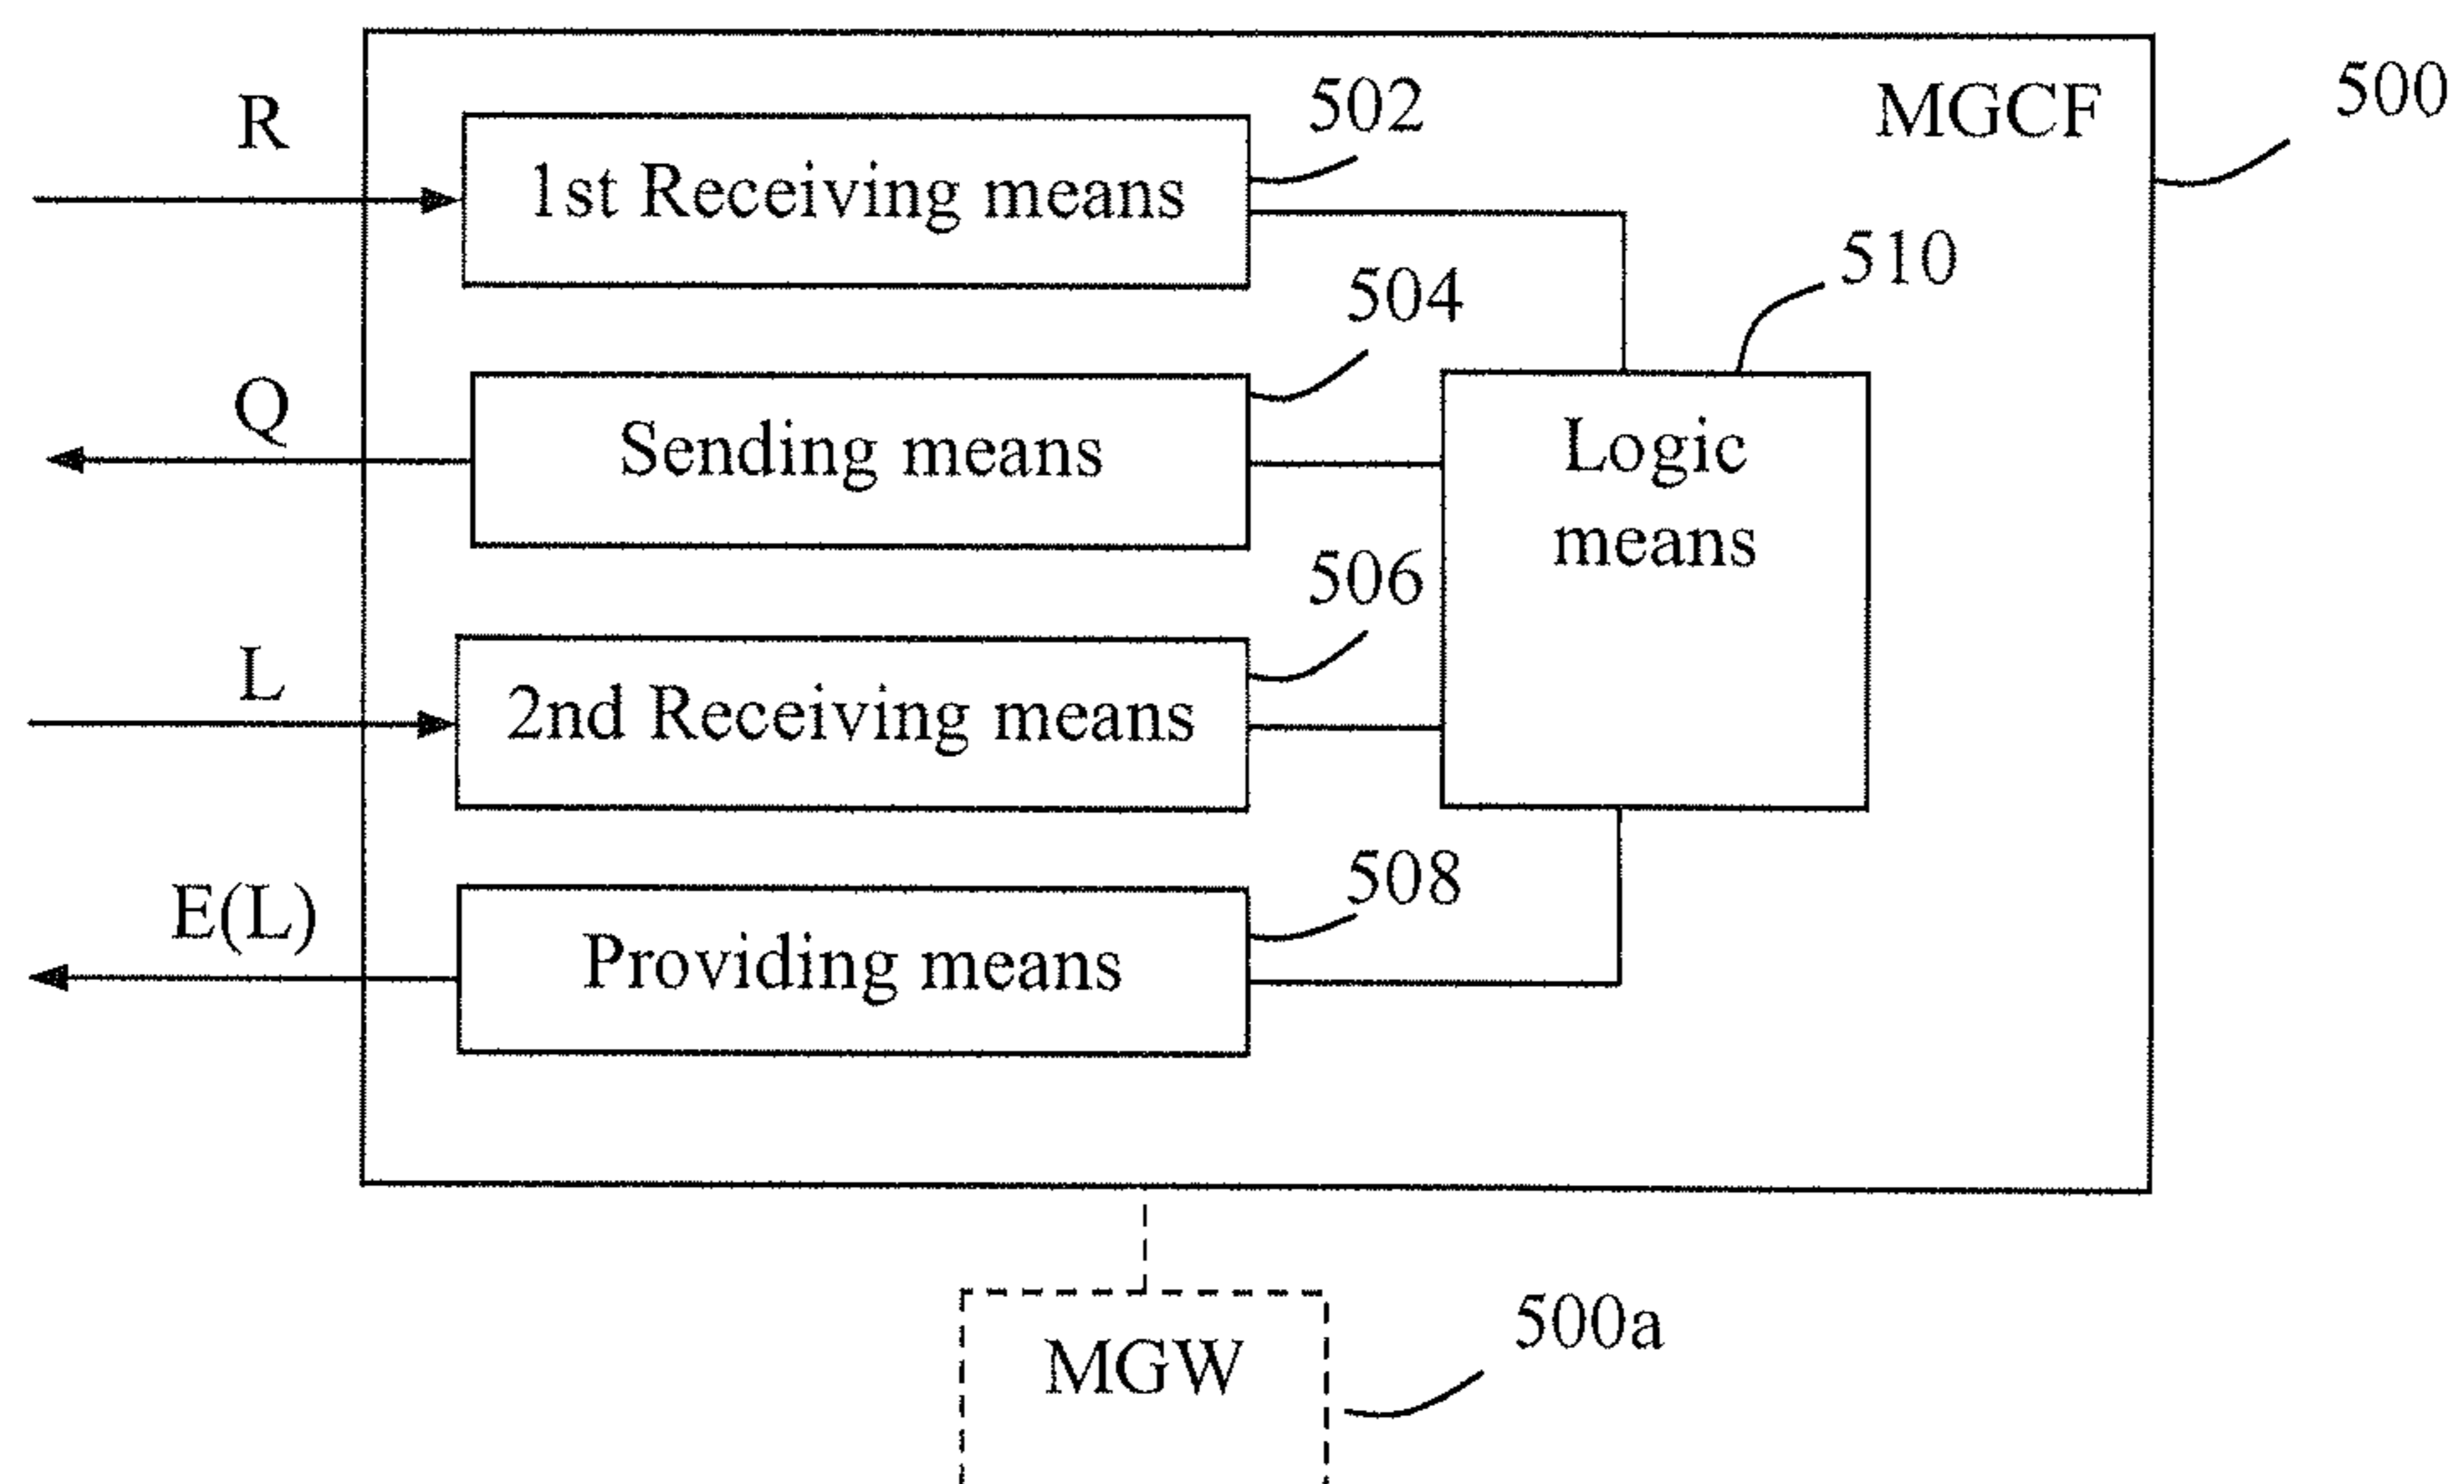 R
502
MGCF
500
1st Receiving means
510
504
Q
Sending means
Logic
means
506
L
2nd Receiving means
508
E(L)
Providing means
MGW
500a